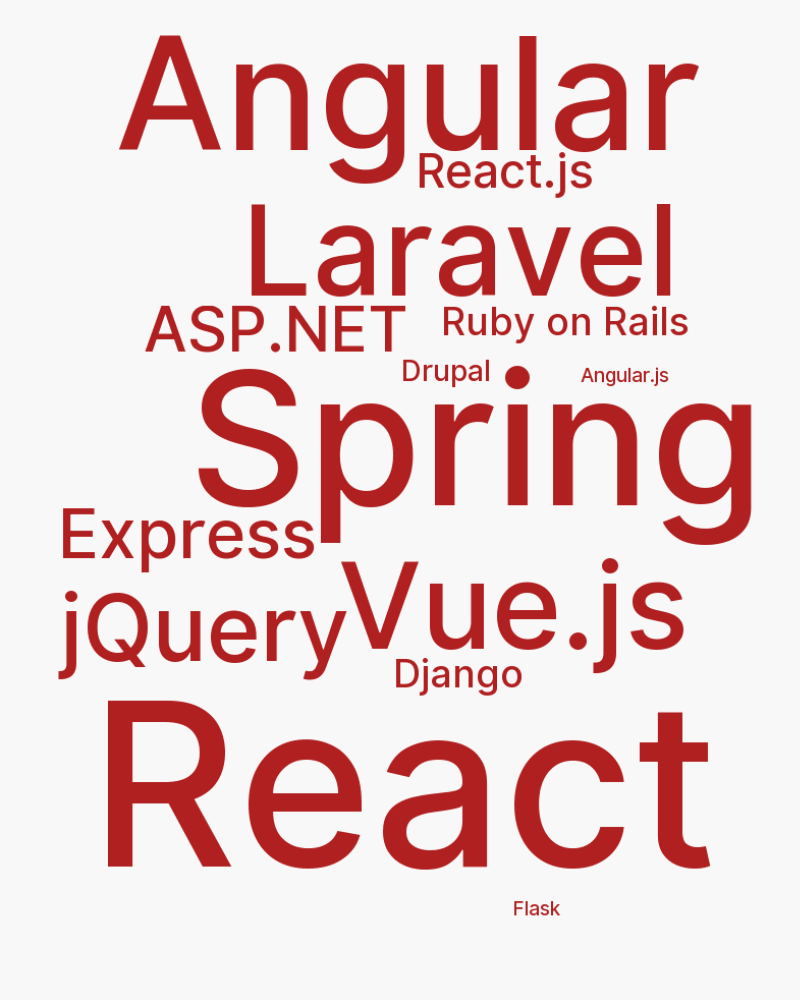 Angular
React.js
Laravel
ASP.NET
Ruby on Rails
Drupal
Angular.js
Spring
Express
Vue.js
jQuery
Django
React
Flask